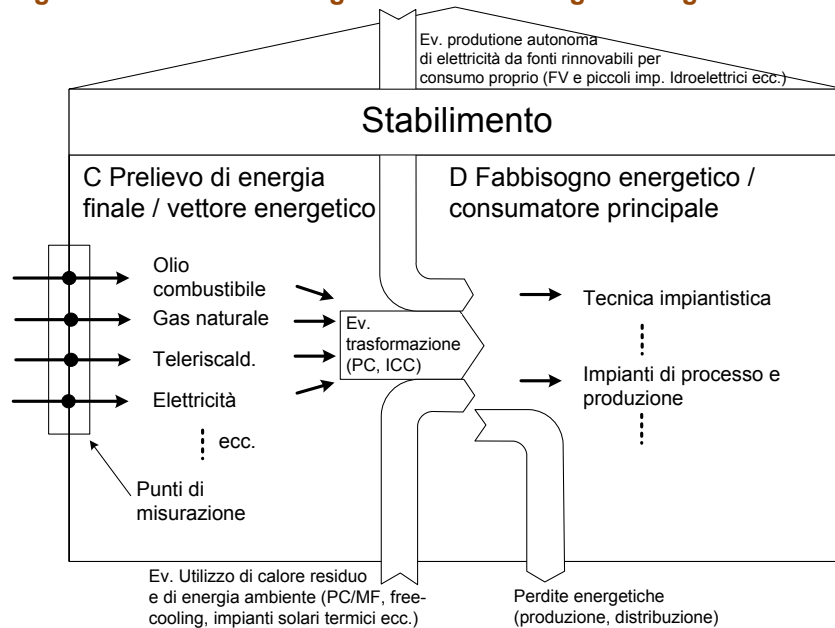 Ev. produtione autonoma
di elettricità da fonti rinnovabili per
consumo proprio (FV e piccoli imp. Idroelettrici ecc.)
Stabilimento
C Prelievo di energia
finale / vettore energetico
D Fabbisogno energetico /
consumatore principale
Olio
combustibile
Gas naturale
Teleriscald.
Elettricità
ecc.
Ev.
trasformazione
(PC, ICC)
Tecnica impiantistica
Impianti di processo e
produzione
Punti di
misurazione
Ev. Utilizzo di calore residuo
e di energia ambiente (PC/MF, free-
cooling, impianti solari termici ecc.)
Perdite energetiche
(produzione, distribuzione)